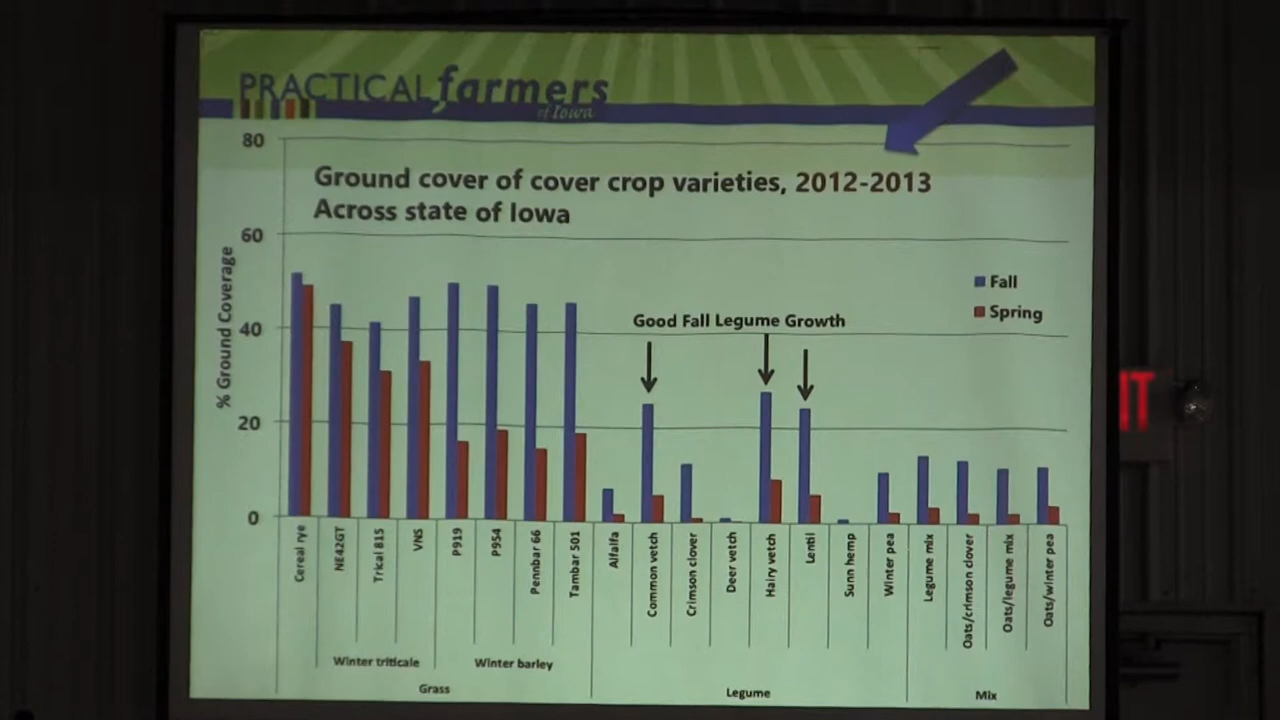 PRACTICAL farmers
of Iowa
Ground cover of cover crop varieties, 2012-2013
Across state of Iowa
% Ground Coverage
80
60
40
20
0
Fall
Spring
Good Fall Legume Growth
IT
Cereal rye
NE42GT
Trical 815
VNS
P919
P954
Pennbar 66
Tambar 501
Alfalfa
Common vetch
Crimson clover
Deer vetch
Hairy vetch
Lentil
Sunn hemp
Winter pea
Legume mix
Oats/crimson clover
Oats/legume mix
Oats/winter pea
Winter triticale
Winter barley
Grass
Legume
Mix